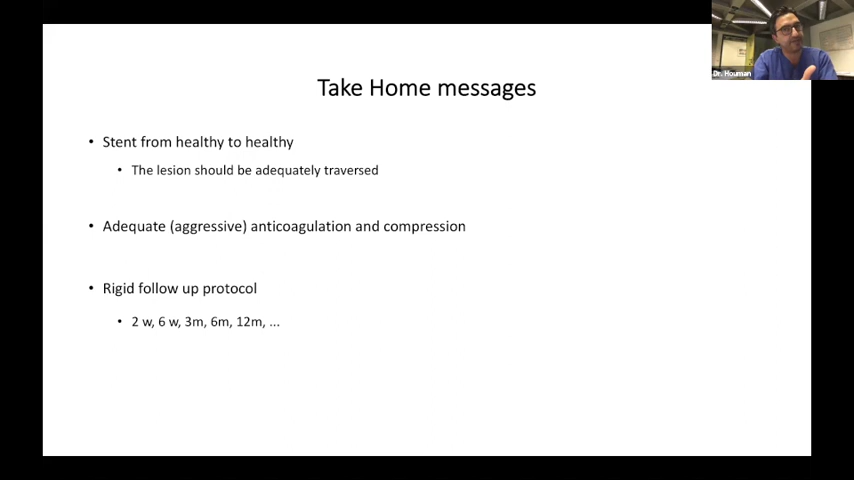 Dr. Houman
Take Home messages
• Stent from healthy to healthy
• The lesion should be adequately traversed
• Adequate (aggressive) anticoagulation and compression
• Rigid follow up protocol
• 2 w, 6 w, 3m, 6m, 12m, ...